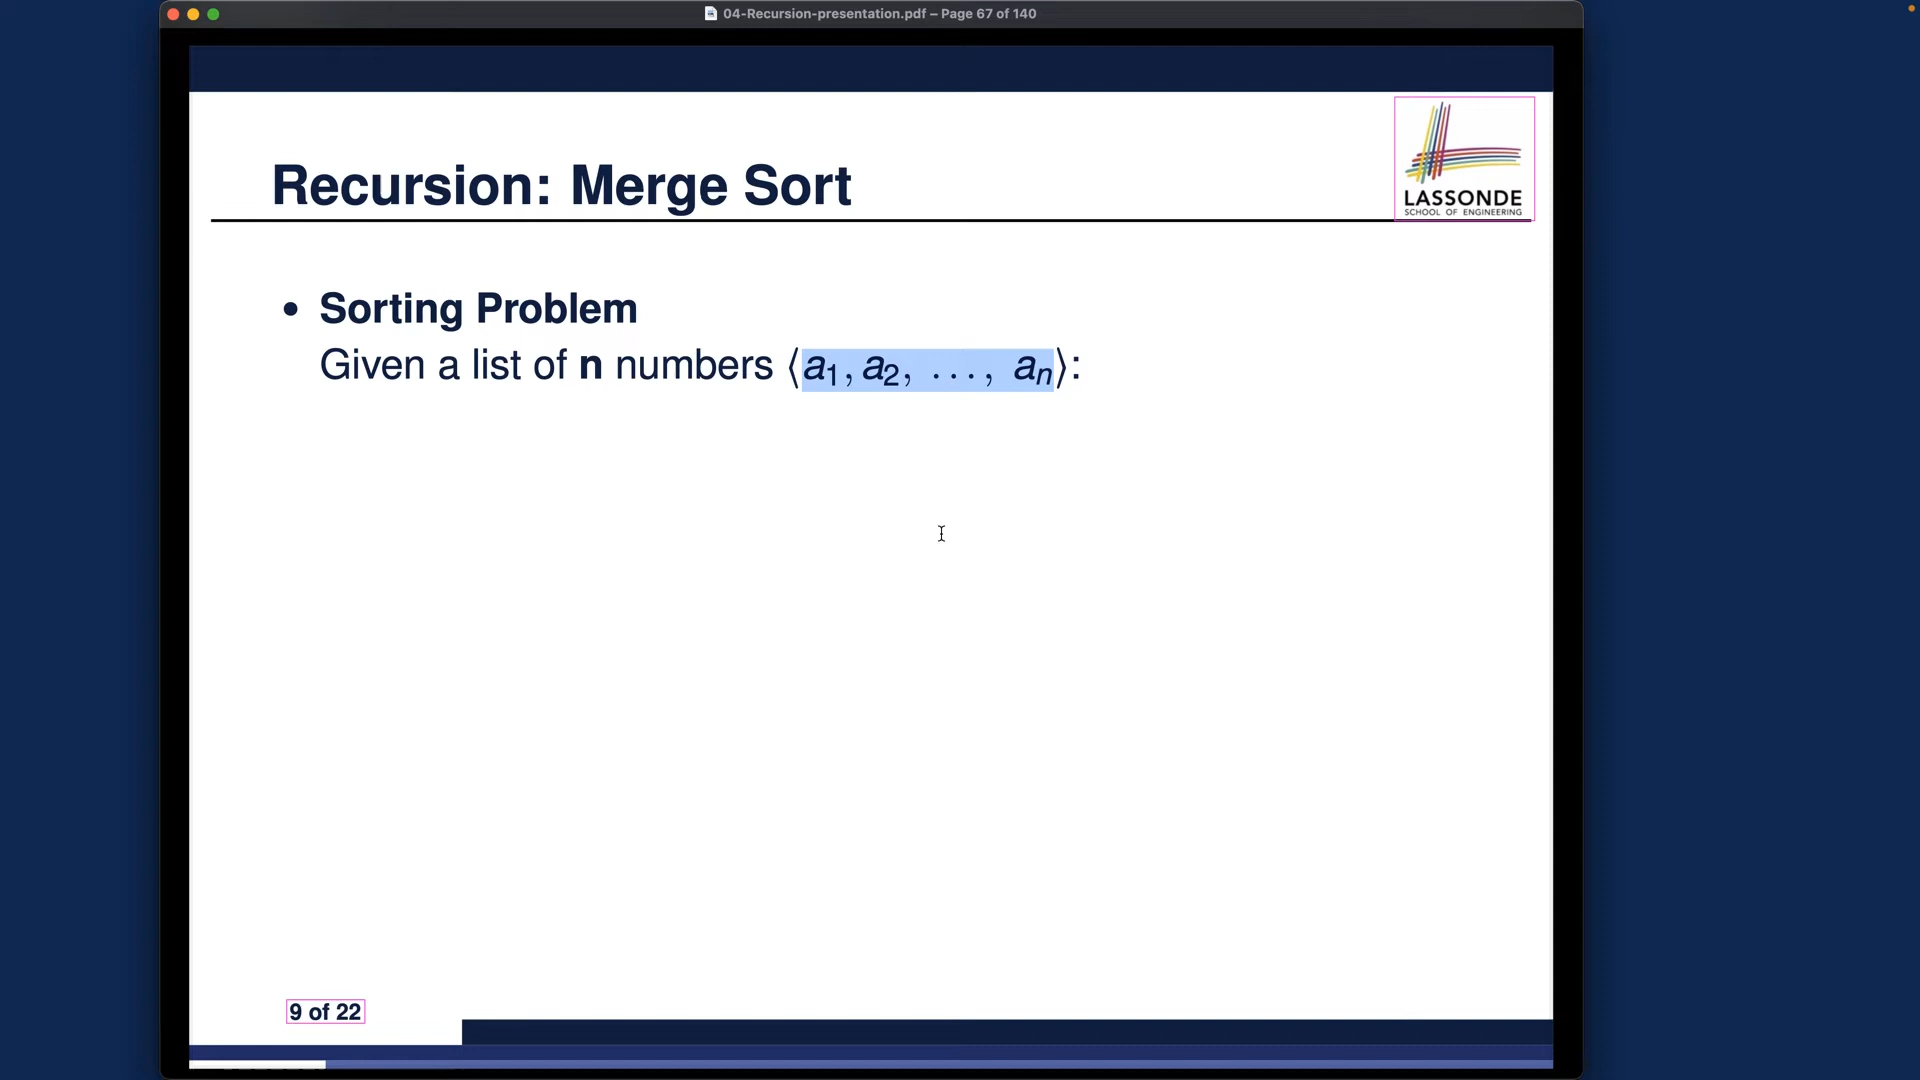 04-Recursion-presentation.pdf – Page 67 of 140
LASSONDE
SCHOOL OF ENGINEERING
Recursion: Merge Sort
• Sorting Problem
Given a list of n numbers ⟨a₁, a₂, …, aₙ⟩:
9 of 22